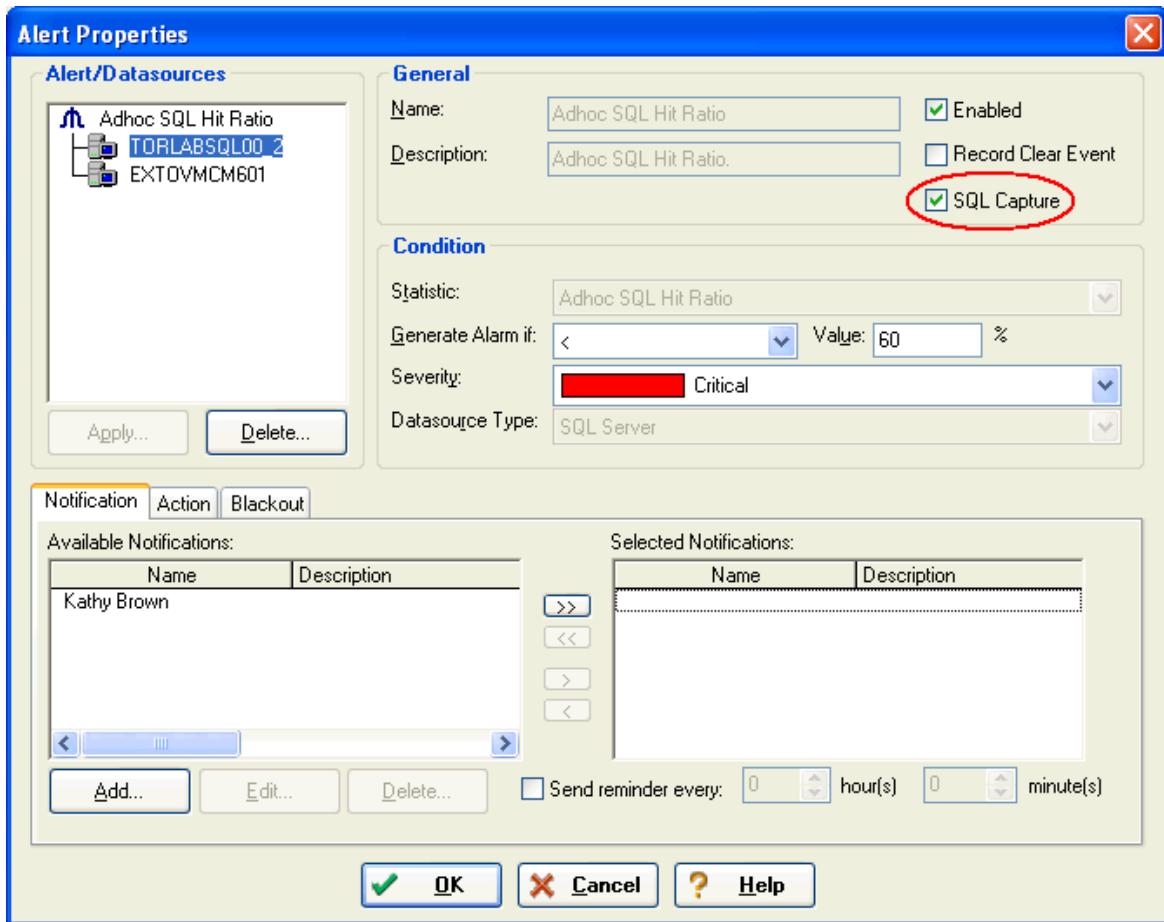 Alert Properties
Alert/Datasources
Adhoc SQL Hit Ratio
TORLABSQL00_2
EXTOVMCM601
Apply...
Delete...
General
Name:
Adhoc SQL Hit Ratio
Enabled
Description:
Adhoc SQL Hit Ratio.
Record Clear Event
SQL Capture
Condition
Statistic:
Adhoc SQL Hit Ratio
Generate Alarm if:
<
Value:
60
%
Severity:
Critical
Datasource Type:
SQL Server
Notification
Action
Blackout
Available Notifications:
Name
Description
Kathy Brown
>>
<<
>
<
Selected Notifications:
Name
Description
Add...
Edit...
Delete...
Send reminder every:
0
hour(s)
0
minute(s)
OK
Cancel
? Help